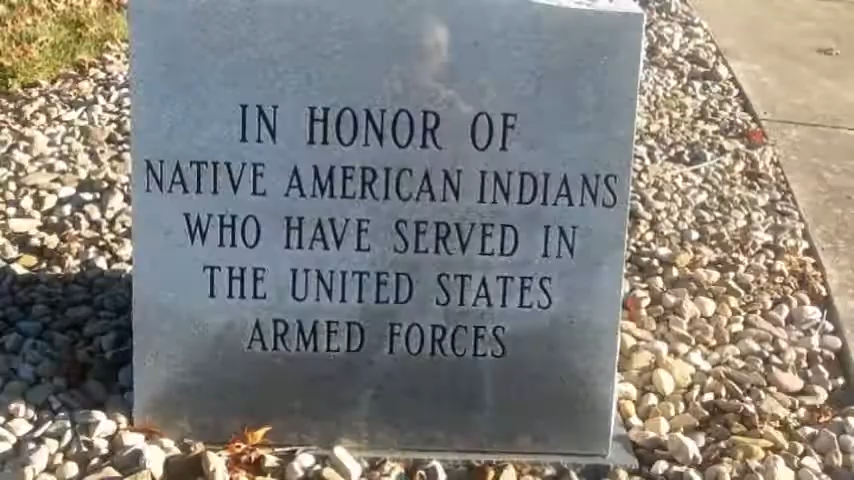 IN HONOR OF
NATIVE AMERICAN INDIANS
WHO HAVE SERVED IN
THE UNITED STATES
ARMED FORCES